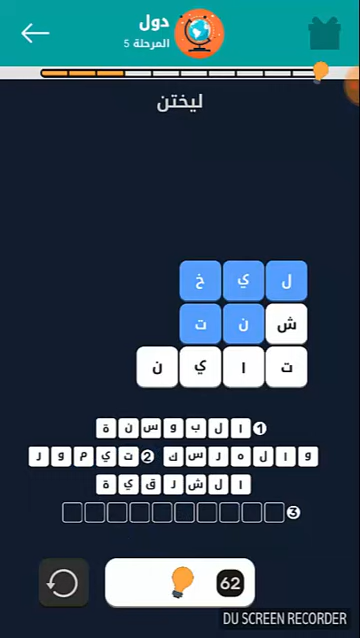 دول
المرحلة 5
ليختن
ل ي خ
ش ن ت
ت ا ي ن
1 ا ل ب و س ن ة
و ا ل ه ر س ك 2 ت ي م و ر
ا ل ش ر ق ي ة
3
62
DU SCREEN RECORDER